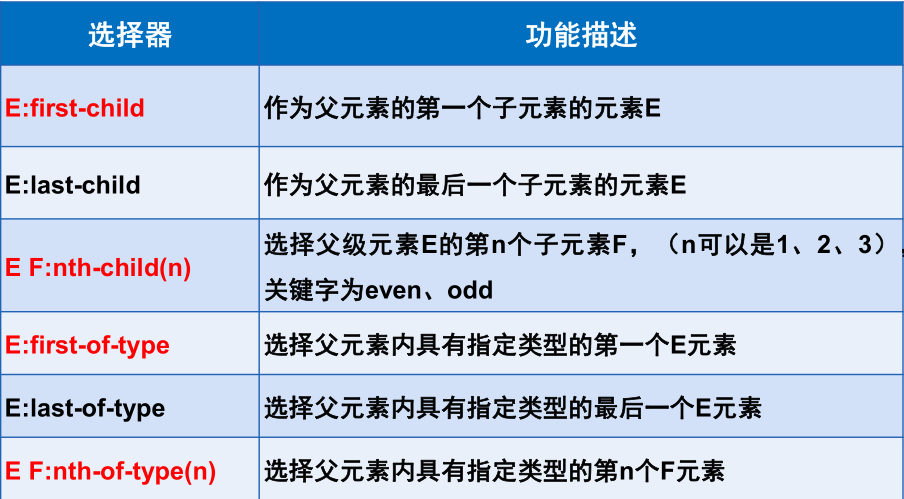 选择器
功能描述
E:first-child
作为父元素的第一个子元素的元素E
E:last-child
作为父元素的最后一个子元素的元素E
E F:nth-child(n)
选择父级元素E的第n个子元素F，（n可以是1、2、3），
关键字为even、odd
E:first-of-type
选择父元素内具有指定类型的第一个E元素
E:last-of-type
选择父元素内具有指定类型的最后一个E元素
E F:nth-of-type(n)
选择父元素内具有指定类型的第n个F元素